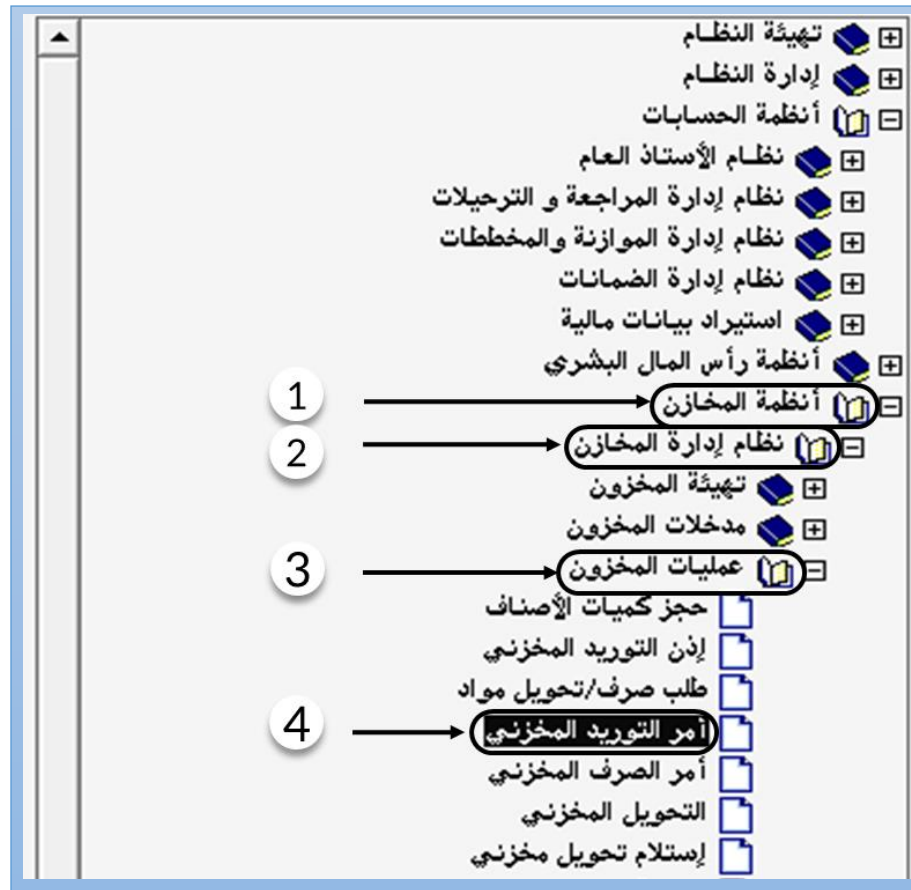 تهيئة النظام
إدارة النظام
أنظمة الحسابات
نظام الأستاذ العام
نظام إدارة المراجعة و الترحيلات
نظام إدارة الموازنة والمخططات
نظام إدارة الضمانات
استيراد بيانات مالية
أنظمة رأس المال البشري
أنظمة المخازن 1
نظام إدارة المخازن 2
تهيئة المخزون
مدخلات المخزون
عمليات المخزون 3
حجز كميات الأصناف
إذن التوريد المخزني
طلب صرف/تحويل مواد
أمر التوريد المخزني 4
أمر الصرف المخزني
التحويل المخزني
إستلام تحويل مخزني